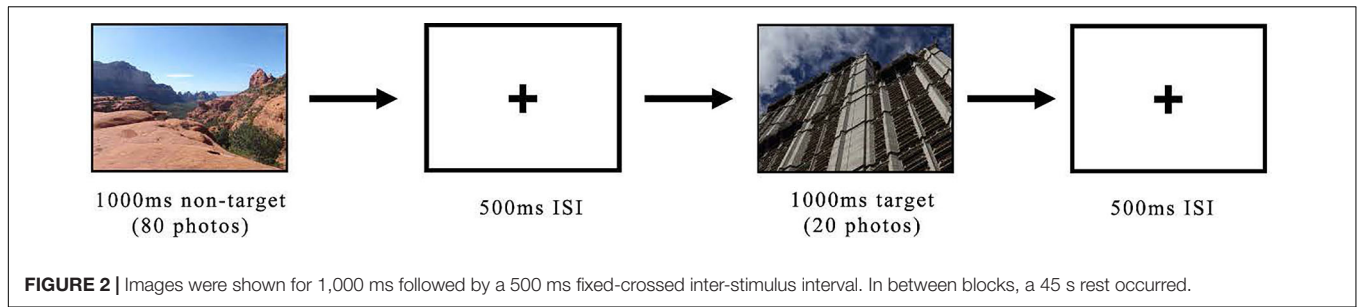 1000ms non-target
(80 photos)
500ms ISI
1000ms target
(20 photos)
500ms ISI
FIGURE 2 | Images were shown for 1,000 ms followed by a 500 ms fixed-crossed inter-stimulus interval. In between blocks, a 45 s rest occurred.